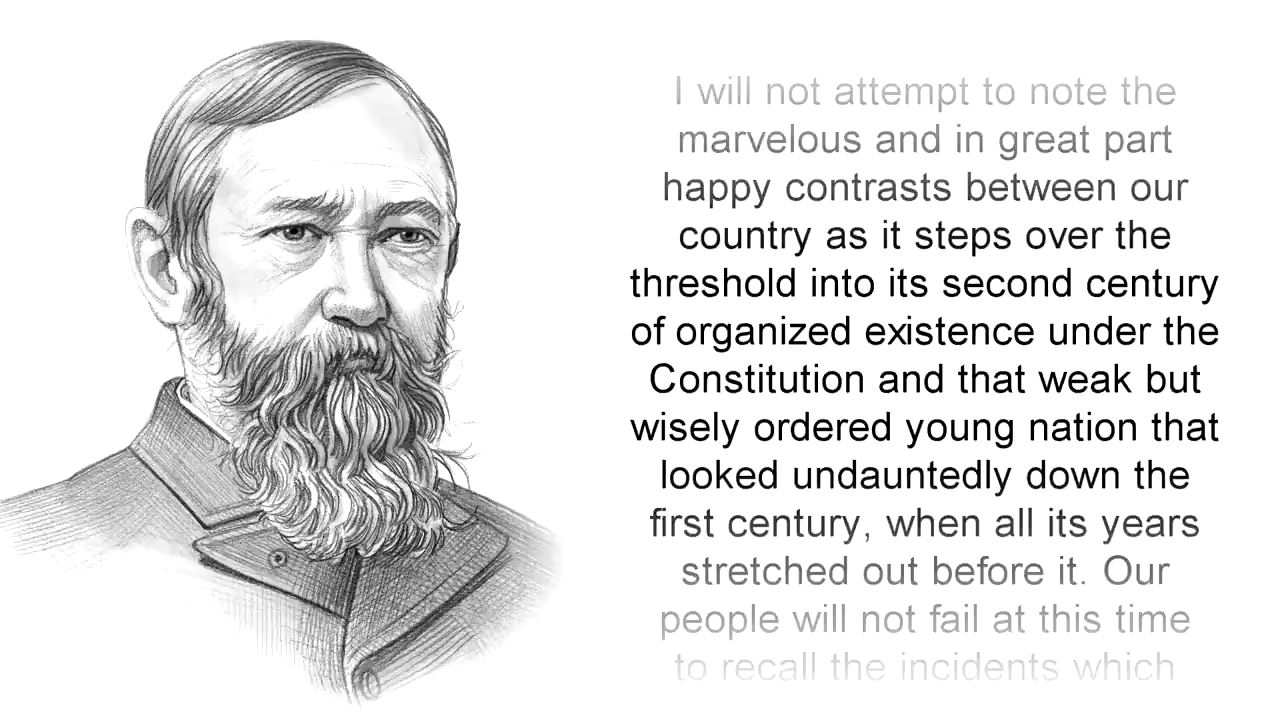 I will not attempt to note the
marvelous and in great part
happy contrasts between our
country as it steps over the
threshold into its second century
of organized existence under the
Constitution and that weak but
wisely ordered young nation that
looked undauntedly down the
first century, when all its years
stretched out before it. Our
people will not fail at this time
to recall the incidents which